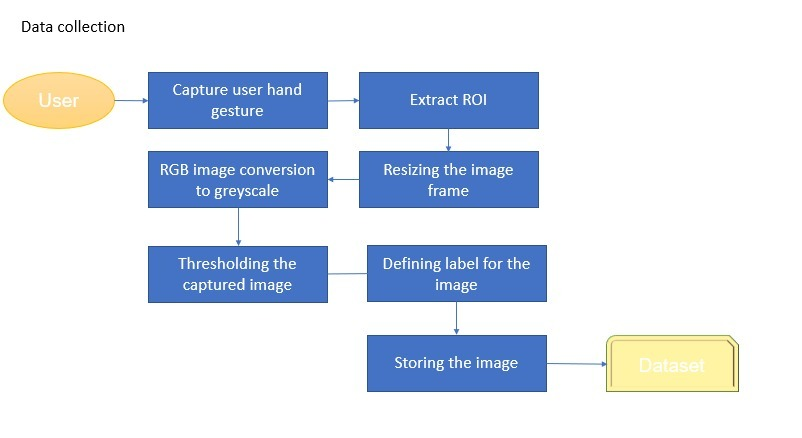 Data collection
User
Capture user hand
gesture
Extract ROI
RGB image conversion
to greyscale
Resizing the image
frame
Thresholding the
captured image
Defining label for the
image
Storing the image
Dataset